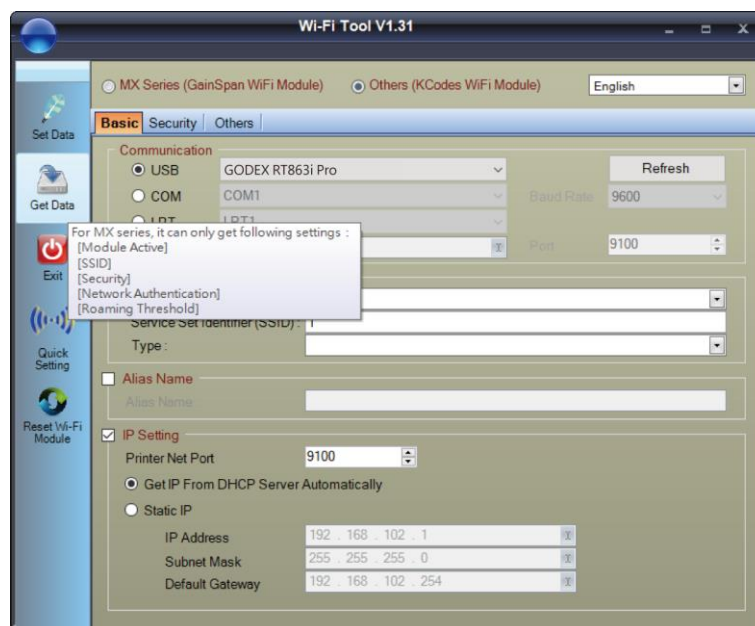 Wi-Fi Tool V1.31
MX Series (GainSpan WiFi Module) Others (KCodes WiFi Module) English
Set Data
Get Data
Exit
Quick
Setting
Reset Wi-Fi
Module
Basic Security Others
Communication
USB GODEX RT863i Pro Refresh
COM COM1 Baud Rate 9600
LPT LPT1
Port 9100
For MX series, it can only get following settings :
[Module Active]
[SSID]
[Security]
[Network Authentication]
[Roaming Threshold]
Service Set Identifier (SSID) : 1
Type :
Alias Name
Alias Name
IP Setting
Printer Net Port 9100
Get IP From DHCP Server Automatically
Static IP
IP Address 192 . 168 . 102 . 1
Subnet Mask 255 . 255 . 255 . 0
Default Gateway 192 . 168 . 102 . 254